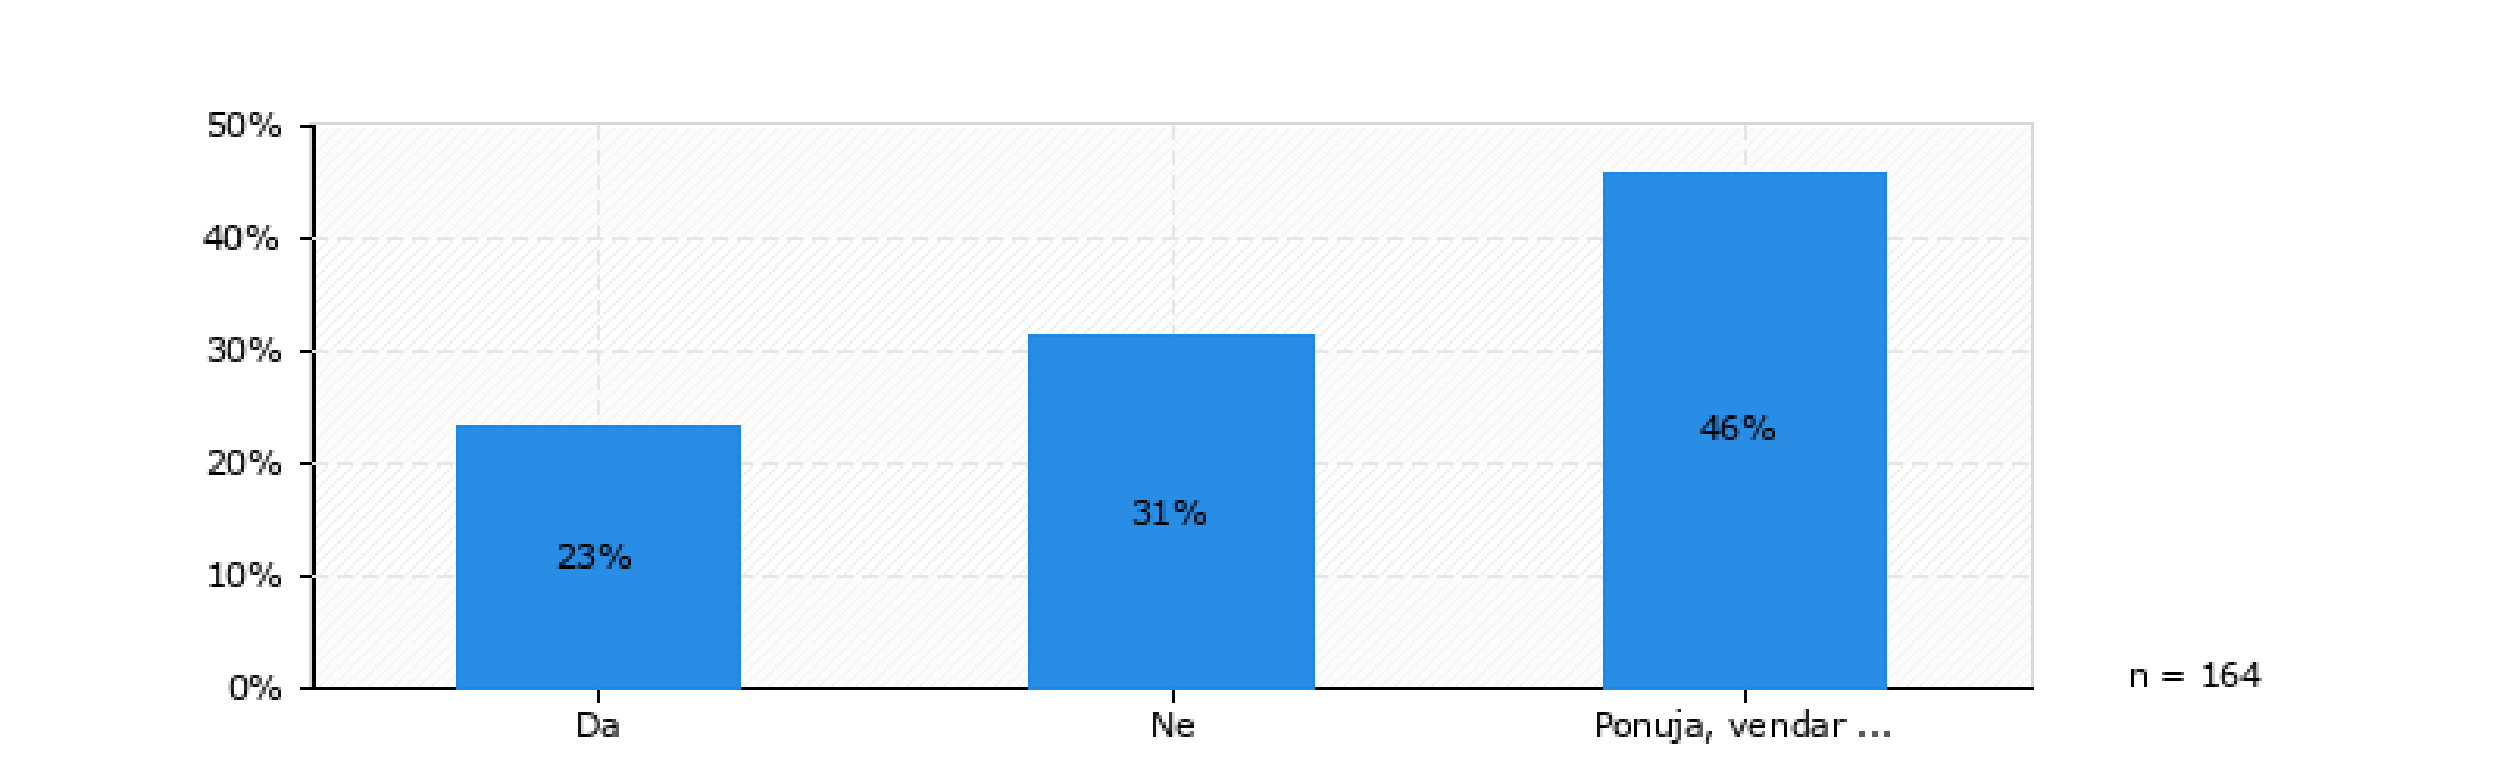 50%
40%
30%
20%
10%
0%
23%
31%
46%
Da
Ne
Ponuja, vendar ...
n = 164